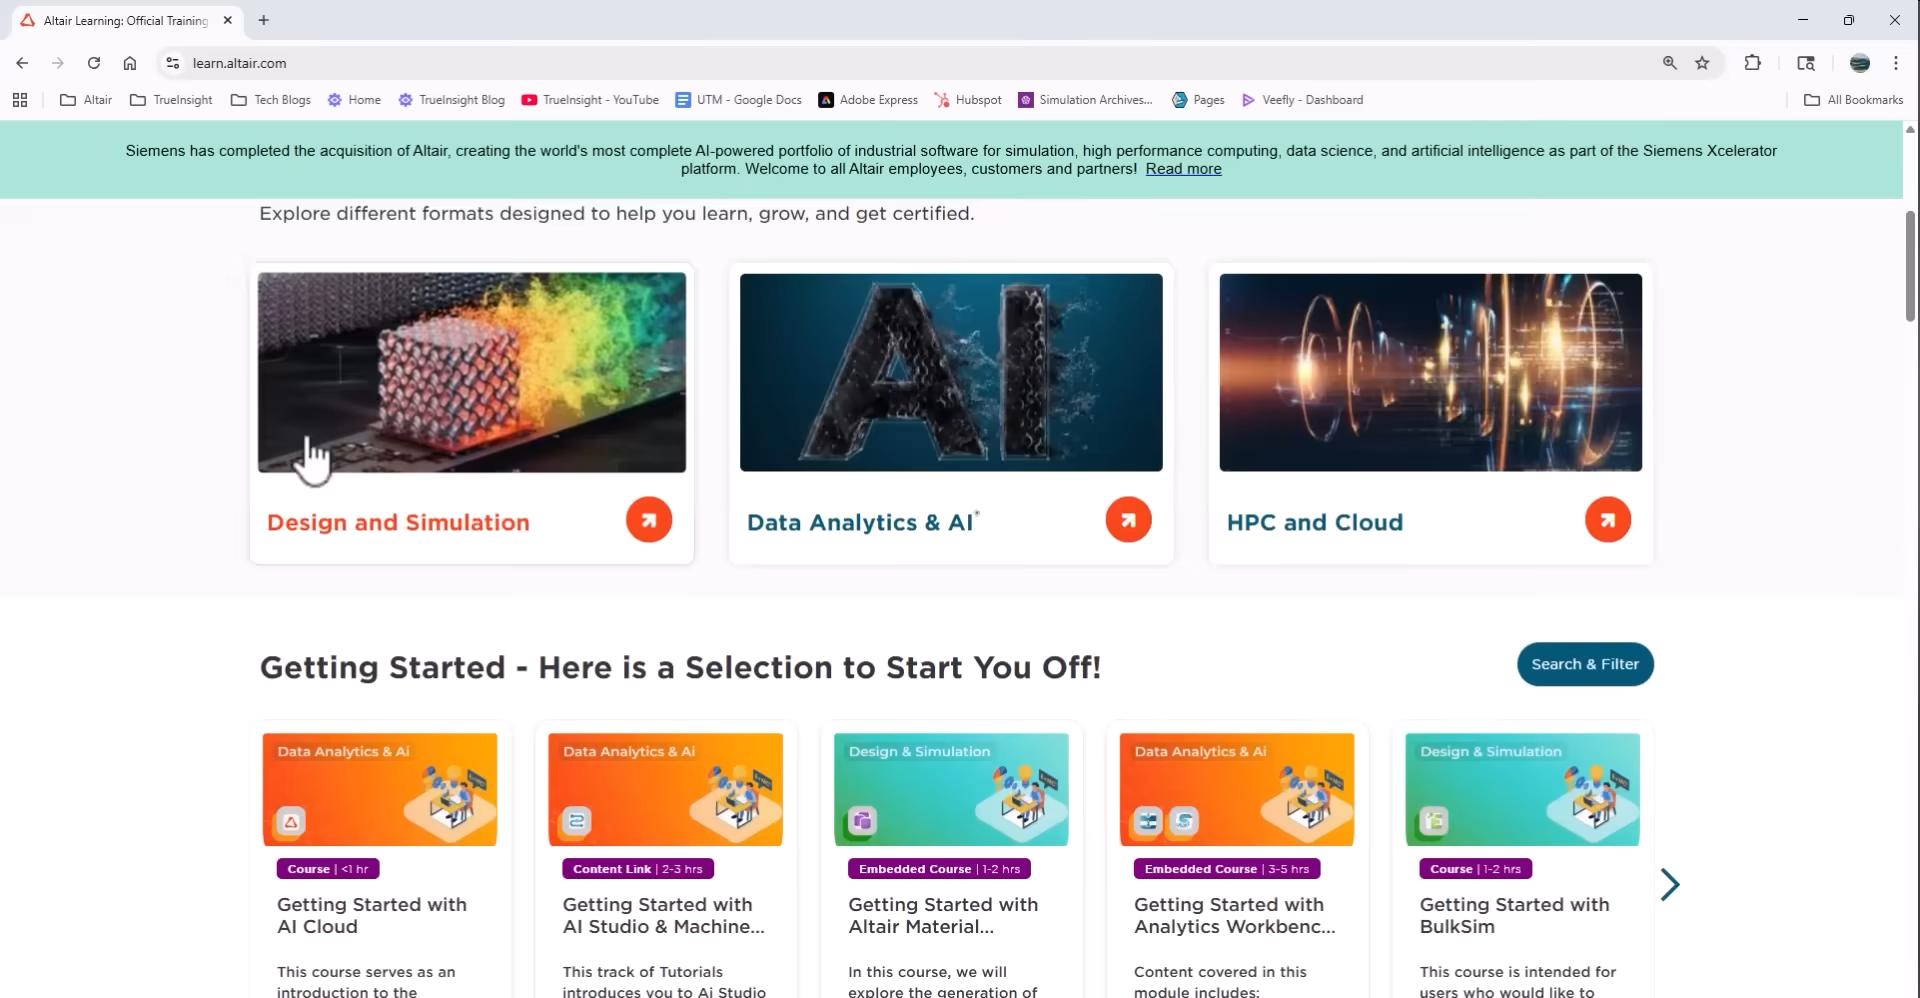 Altair Learning: Official Training
learn.altair.com
Altair
TrueInsight
Tech Blogs
Home
TrueInsight Blog
TrueInsight - YouTube
UTM - Google Docs
Adobe Express
Hubspot
Simulation Archives...
Pages
Veefly - Dashboard
All Bookmarks
Siemens has completed the acquisition of Altair, creating the world's most complete AI-powered portfolio of industrial software for simulation, high performance computing, data science, and artificial intelligence as part of the Siemens Xcelerator
platform. Welcome to all Altair employees, customers and partners! Read more
Explore different formats designed to help you learn, grow, and get certified.
AI
Design and Simulation
Data Analytics & AI
HPC and Cloud
Getting Started - Here is a Selection to Start You Off!
Search & Filter
Data Analytics & Ai
Course | <1 hr
Getting Started with
AI Cloud
This course serves as an
introduction to the
Data Analytics & Ai
Content Link | 2-3 hrs
Getting Started with
AI Studio & Machine...
This track of Tutorials
introduces you to Ai Studio
Design & Simulation
Embedded Course | 1-2 hrs
Getting Started with
Altair Material...
In this course, we will
explore the generation of
Data Analytics & Ai
Embedded Course | 3-5 hrs
Getting Started with
Analytics Workbenc...
Content covered in this
module includes:
Design & Simulation
Course | 1-2 hrs
Getting Started with
BulkSim
This course is intended for
users who would like to